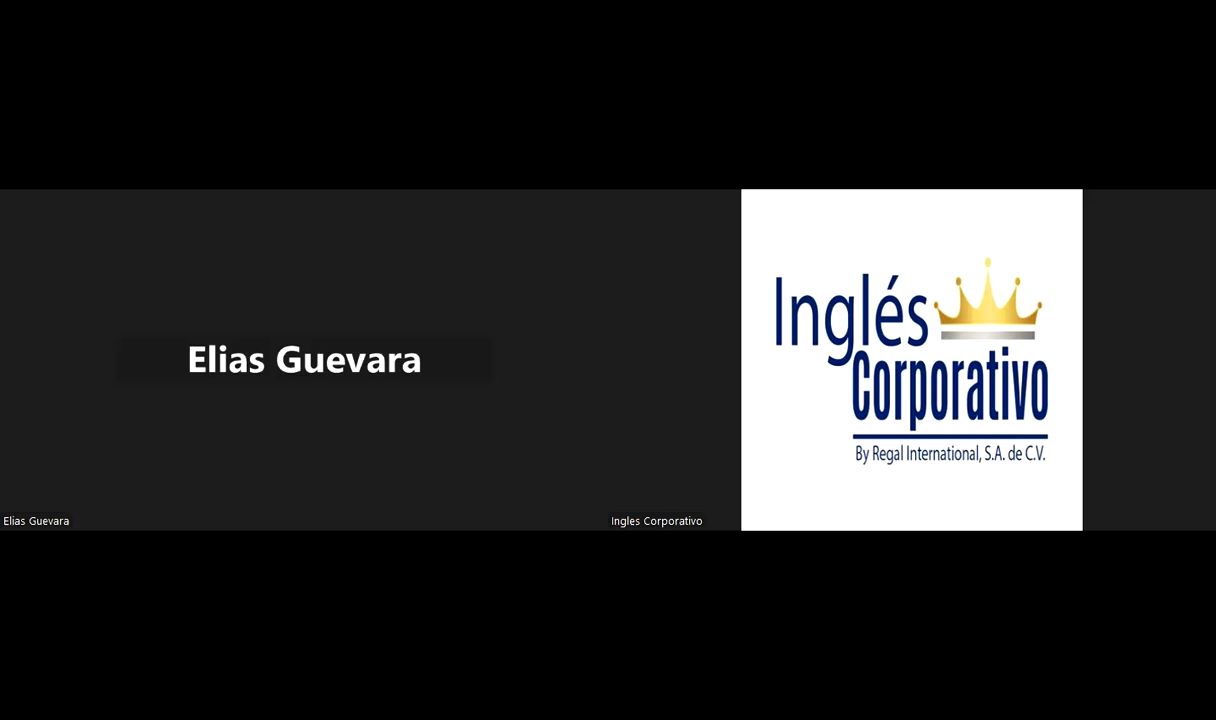 Elias Guevara
Elias Guevara
Inglés
Corporativo
By Regal International, S.A. de C.V.
Ingles Corporativo